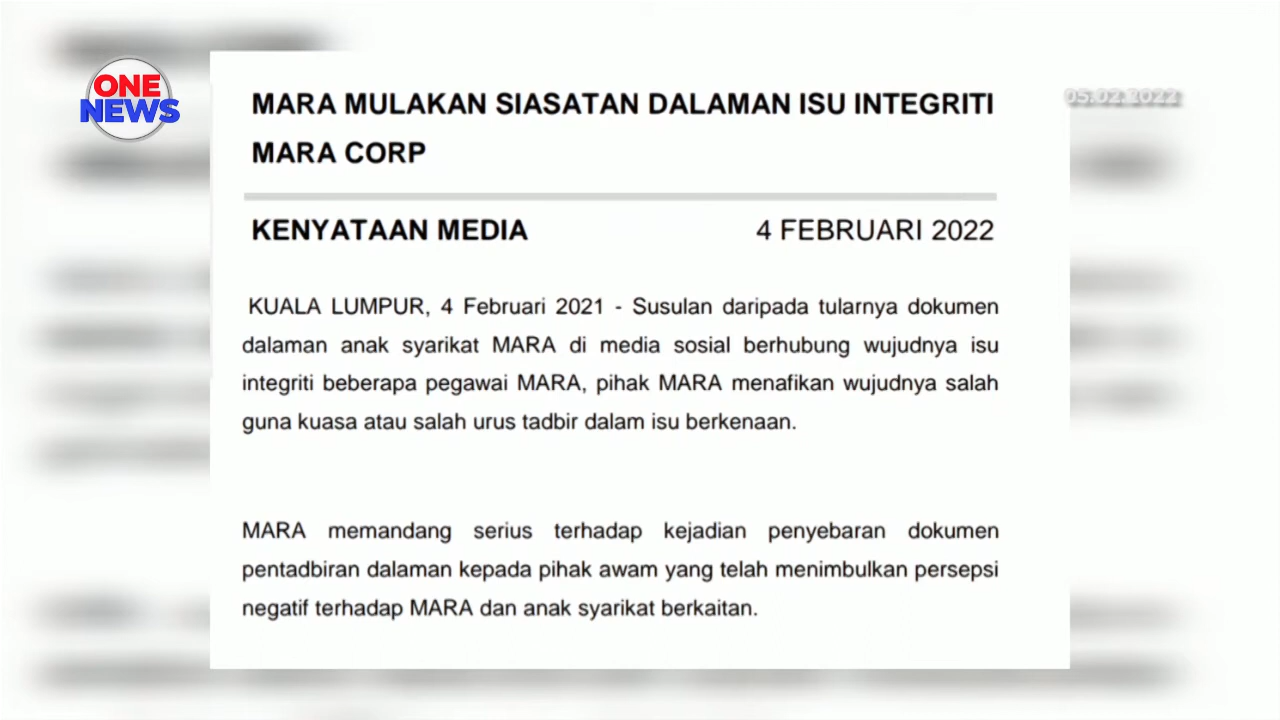 ONE
NEWS
05.02.2022
MARA MULAKAN SIASATAN DALAMAN ISU INTEGRITI
MARA CORP
KENYATAAN MEDIA 4 FEBRUARI 2022
KUALA LUMPUR, 4 Februari 2021 - Susulan daripada tularnya dokumen
dalaman anak syarikat MARA di media sosial berhubung wujudnya isu
integriti beberapa pegawai MARA, pihak MARA menafikan wujudnya salah
guna kuasa atau salah urus tadbir dalam isu berkenaan.
MARA memandang serius terhadap kejadian penyebaran dokumen
pentadbiran dalaman kepada pihak awam yang telah menimbulkan persepsi
negatif terhadap MARA dan anak syarikat berkaitan.